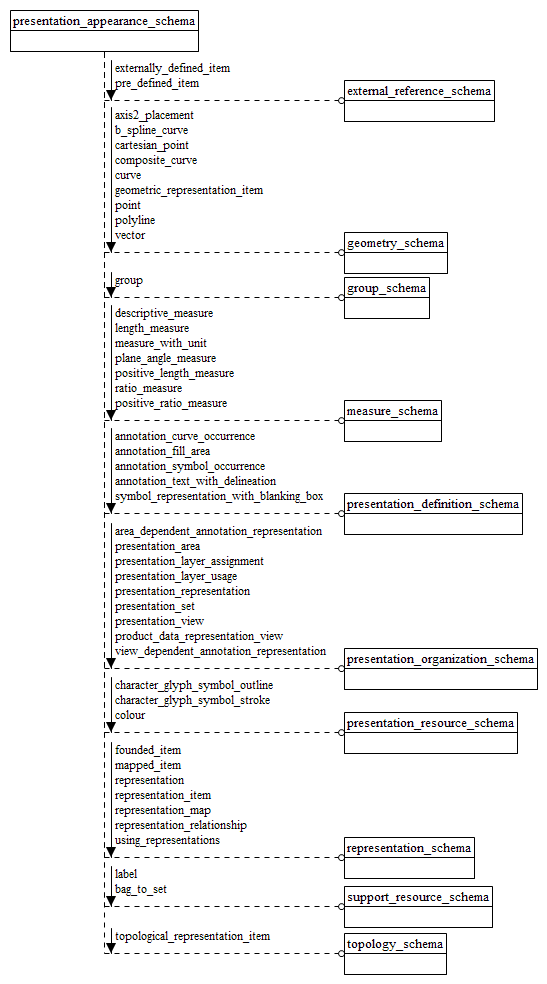 presentation_appearance_schema
externally_defined_item
pre_defined_item
external_reference_schema
axis2_placement
b_spline_curve
cartesian_point
composite_curve
curve
geometric_representation_item
point
polyline
vector
geometry_schema
group
group_schema
descriptive_measure
length_measure
measure_with_unit
plane_angle_measure
positive_length_measure
ratio_measure
positive_ratio_measure
measure_schema
annotation_curve_occurrence
annotation_fill_area
annotation_symbol_occurrence
annotation_text_with_delineation
symbol_representation_with_blanking_box
presentation_definition_schema
area_dependent_annotation_representation
presentation_area
presentation_layer_assignment
presentation_layer_usage
presentation_representation
presentation_set
presentation_view
product_data_representation_view
view_dependent_annotation_representation
presentation_organization_schema
character_glyph_symbol_outline
character_glyph_symbol_stroke
colour
presentation_resource_schema
founded_item
mapped_item
representation
representation_item
representation_map
representation_relationship
using_representations
representation_schema
label
bag_to_set
support_resource_schema
topological_representation_item
topology_schema